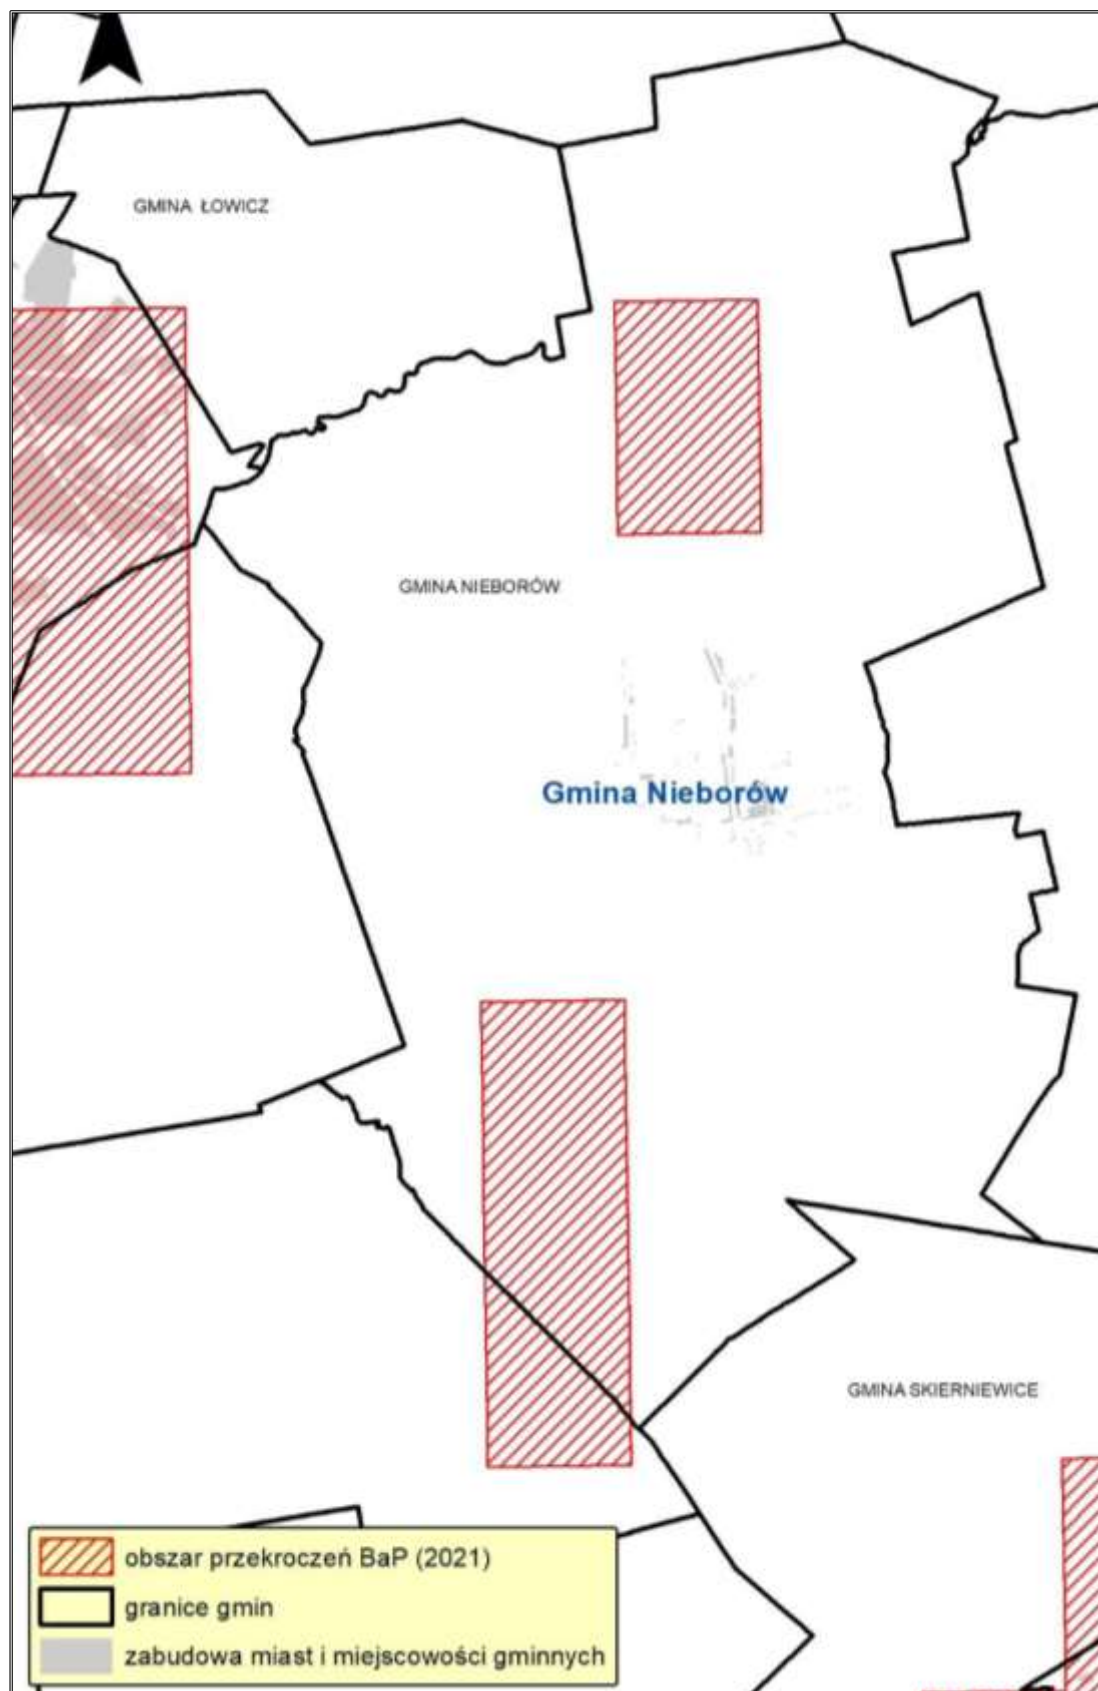 GMINA ŁOWICZ
GMINA NIEBORÓW
Gmina Nieborów
GMINA SKIERNIEWICE
obszar przekroczeń BaP (2021)
granice gmin
zabudowa miast i miejscowości gminnych